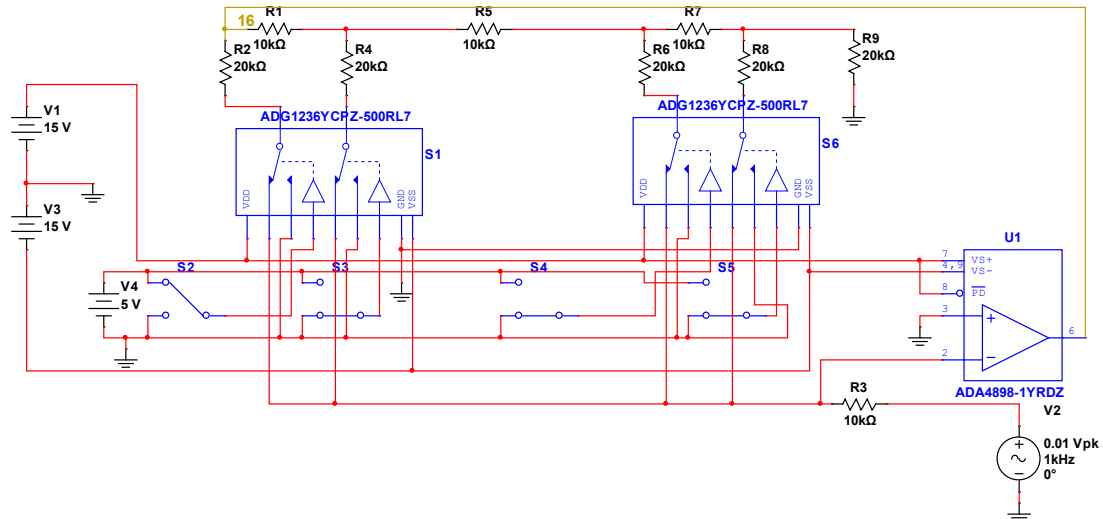 16
R1
10kΩ
R5
10kΩ
R7
10kΩ
R2
20kΩ
R4
20kΩ
R6
20kΩ
R8
20kΩ
R9
20kΩ
V1
15 V
ADG1236YCPZ-500RL7
S1
VDD
GND
VSS
ADG1236YCPZ-500RL7
S6
VDD
GND
VSS
V3
15 V
V4
5 V
S2
S3
S4
S5
U1
7
VS+
4, 9
VS-
8
PD
3
+
6
2
−
ADA4898-1YRDZ
R3
10kΩ
V2
0.01 Vpk
1kHz
0°